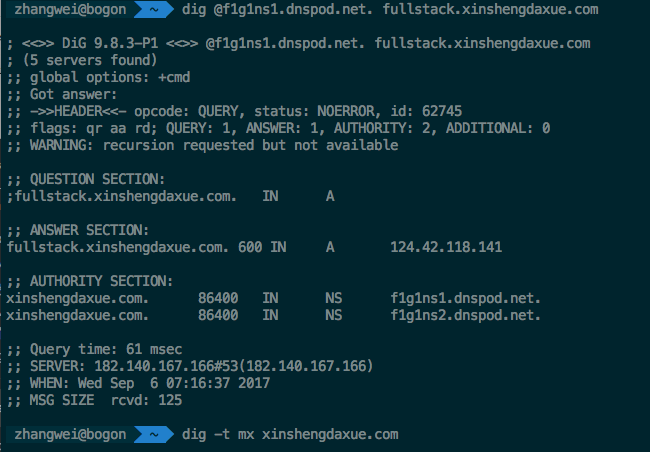 zhangwei@bogon ~ dig @f1g1ns1.dnspod.net. fullstack.xinshengdaxue.com
; <<>> DiG 9.8.3-P1 <<>> @f1g1ns1.dnspod.net. fullstack.xinshengdaxue.com
; (5 servers found)
;; global options: +cmd
;; Got answer:
;; ->>HEADER<<- opcode: QUERY, status: NOERROR, id: 62745
;; flags: qr aa rd; QUERY: 1, ANSWER: 1, AUTHORITY: 2, ADDITIONAL: 0
;; WARNING: recursion requested but not available
;; QUESTION SECTION:
;fullstack.xinshengdaxue.com. IN A
;; ANSWER SECTION:
fullstack.xinshengdaxue.com. 600 IN A 124.42.118.141
;; AUTHORITY SECTION:
xinshengdaxue.com. 86400 IN NS f1g1ns1.dnspod.net.
xinshengdaxue.com. 86400 IN NS f1g1ns2.dnspod.net.
;; Query time: 61 msec
;; SERVER: 182.140.167.166#53(182.140.167.166)
;; WHEN: Wed Sep 6 07:16:37 2017
;; MSG SIZE rcvd: 125
zhangwei@bogon ~ dig -t mx xinshengdaxue.com